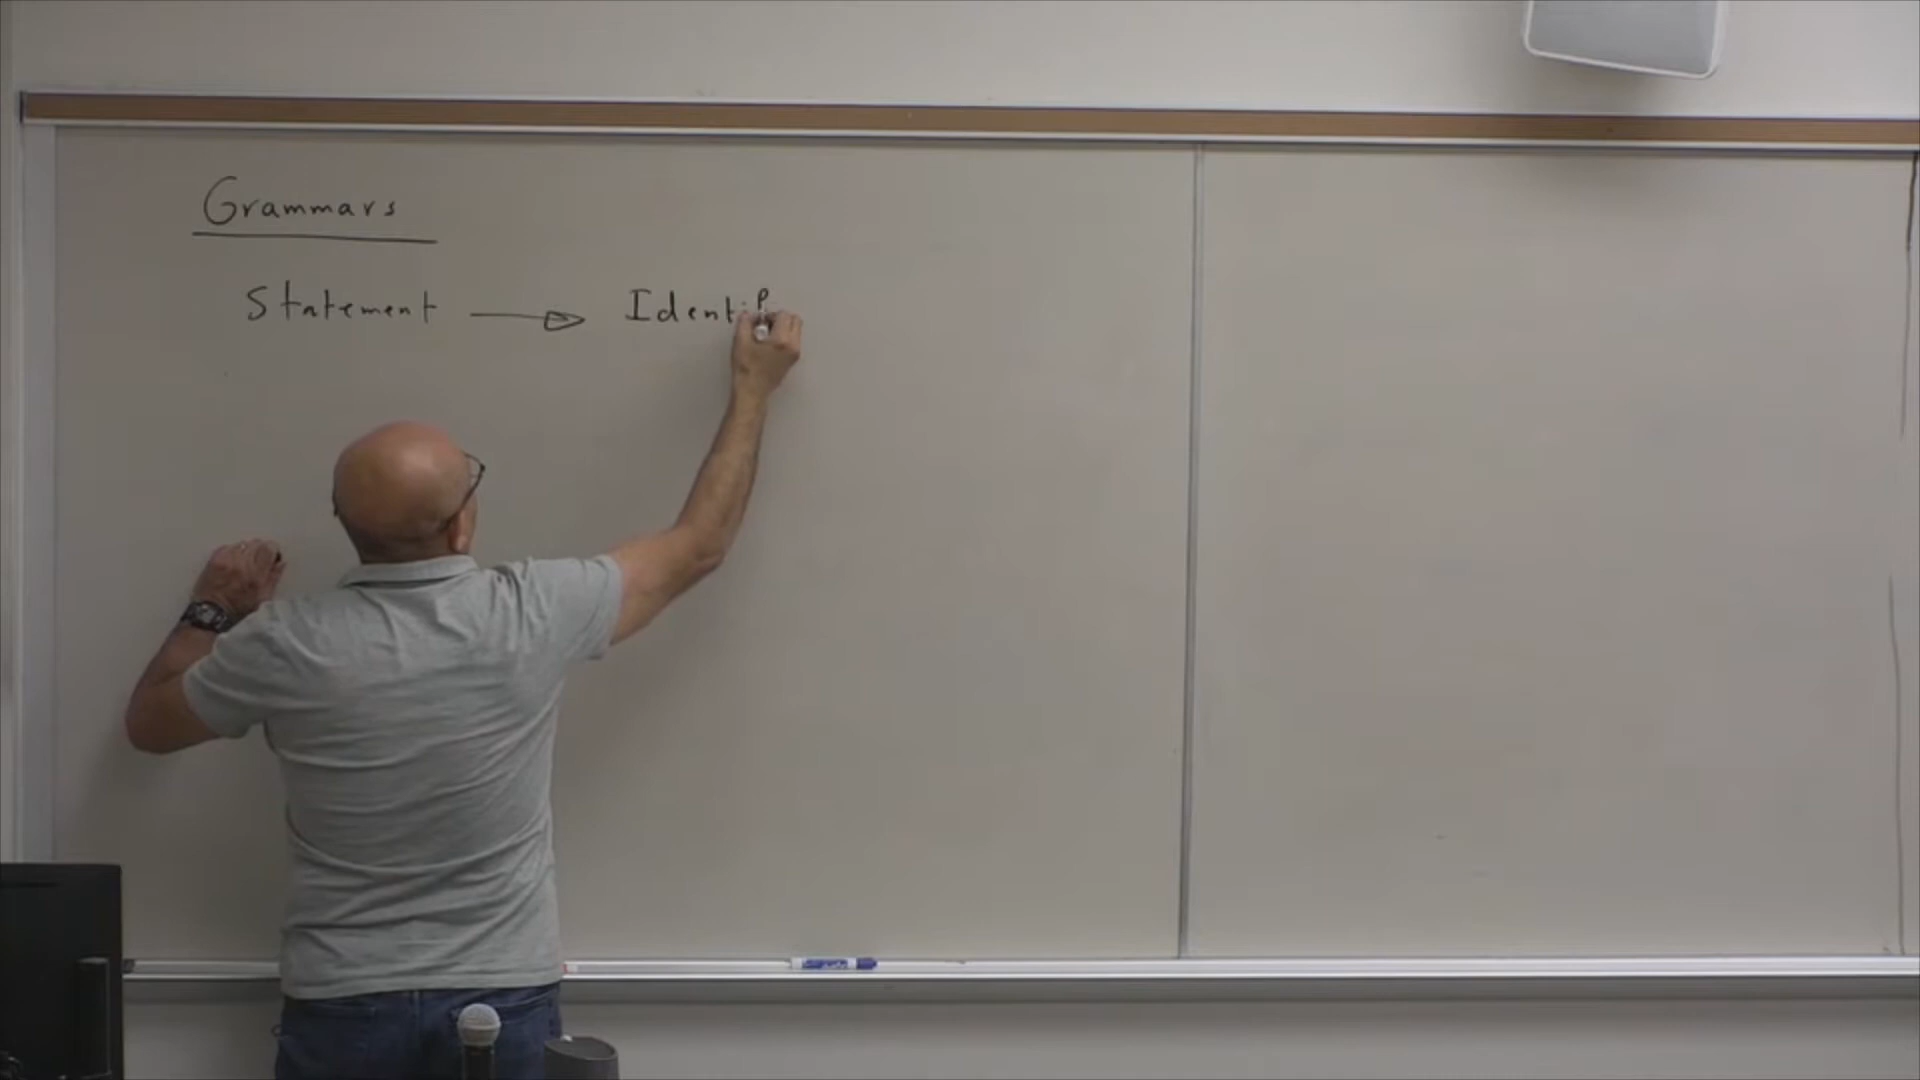 Grammars
Statement → Identif